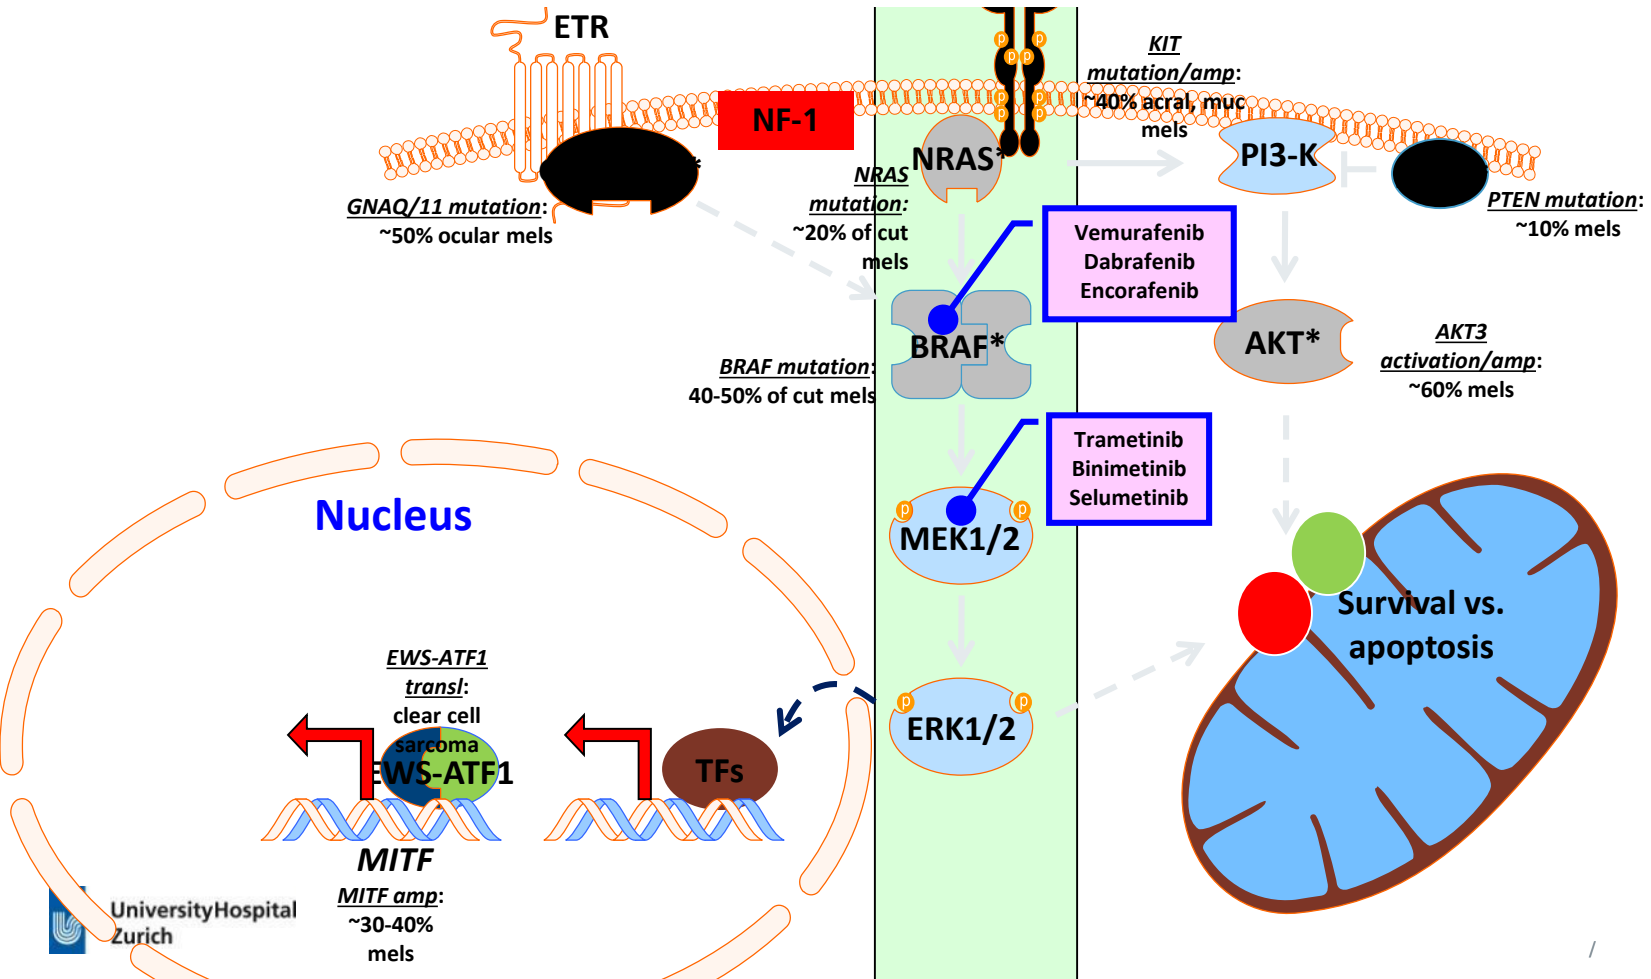 ETR
NF-1
KIT
mutation/amp:
~40% acral, muc
mels
p
p
p
p
p
p
p
p
NRAS*
PI3-K
*
GNAQ/11 mutation:
~50% ocular mels
NRAS
mutation:
~20% of cut
mels
PTEN mutation:
~10% mels
Vemurafenib
Dabrafenib
Encorafenib
BRAF*
BRAF mutation:
40-50% of cut mels
AKT*
AKT3
activation/amp:
~60% mels
Trametinib
Binimetinib
Selumetinib
Nucleus
p
p
MEK1/2
Survival vs.
apoptosis
EWS-ATF1
transl:
clear cell
sarcoma
EWS-ATF1
TFs
p
p
ERK1/2
MITF
MITF amp:
~30-40%
mels
UniversityHospital
Zurich
/